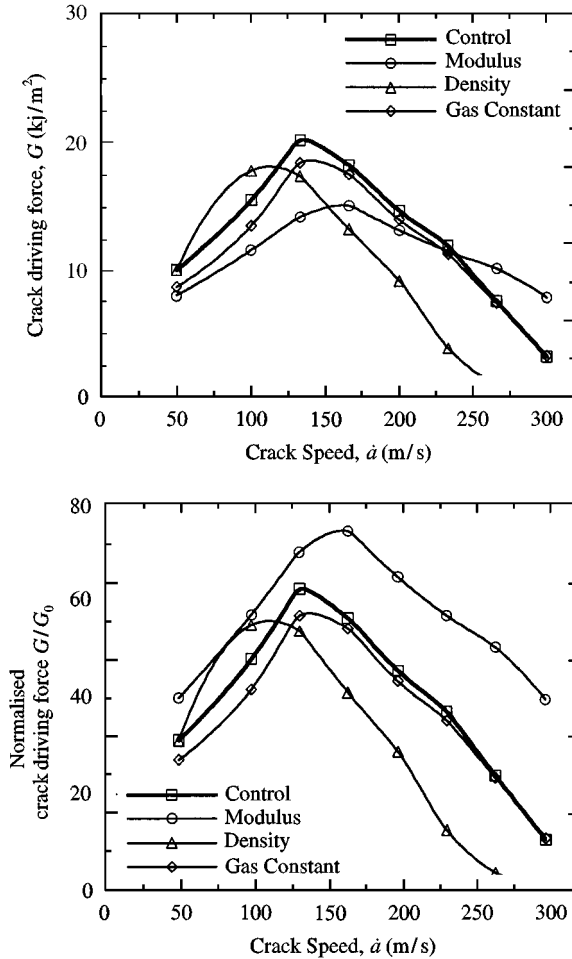 30
Control
Modulus
Density
Gas Constant
20
10
0
Crack driving force, G (kj/m²)
0 50 100 150 200 250 300
Crack Speed, ȧ (m/s)
80
60
40
20
0
Normalised
crack driving force G/G₀
Control
Modulus
Density
Gas Constant
0 50 100 150 200 250 300
Crack Speed, ȧ (m/s)